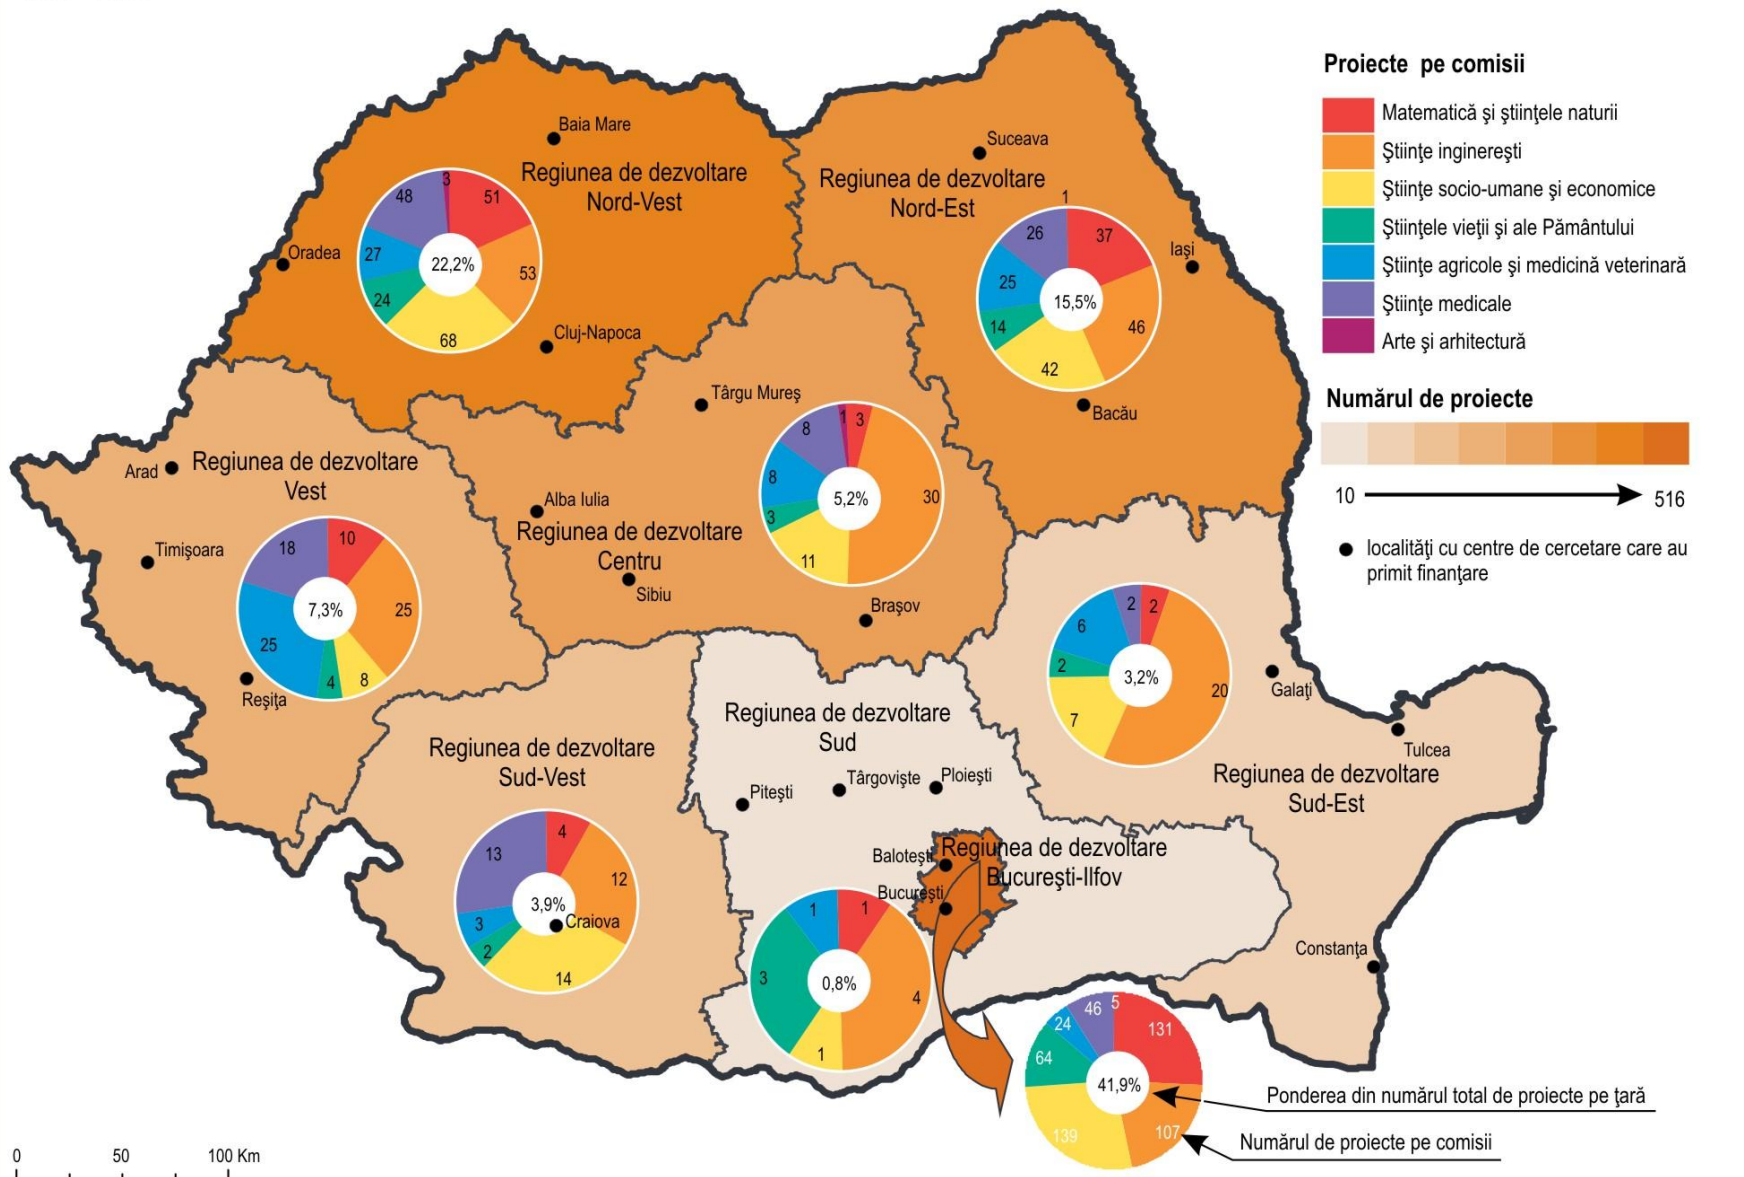 Proiecte pe comisii
Matematică şi ştiinţele naturii
Ştiinţe inginereşti
Ştiinţe socio-umane şi economice
Ştiinţele vieţii şi ale Pământului
Ştiinţe agricole şi medicină veterinară
Ştiinţe medicale
Arte şi arhitectură
Numărul de proiecte
10
516
localităţi cu centre de cercetare care au
primit finanţare
Baia Mare
Regiunea de dezvoltare
Nord-Vest
Oradea
Cluj-Napoca
3
51
53
68
24
27
48
22,2%
Suceava
Regiunea de dezvoltare
Nord-Est
Iaşi
Bacău
1
37
46
42
14
25
26
15,5%
Târgu Mureş
Alba Iulia
Regiunea de dezvoltare
Centru
Sibiu
Braşov
1
3
30
11
3
8
8
5,2%
Arad
Regiunea de dezvoltare
Vest
Timişoara
Reşiţa
10
25
8
4
25
18
7,3%
Regiunea de dezvoltare
Sud-Vest
4
12
14
2
3
13
3,9%
Craiova
Regiunea de dezvoltare
Sud
Piteşti
Târgovişte
Ploieşti
1
4
1
3
1
0,8%
2
20
7
2
6
2
3,2%
Galaţi
Tulcea
Regiunea de dezvoltare
Sud-Est
Constanţa
Baloteşti
Regiunea de dezvoltare
Bucureşti-Ilfov
Bucureşti
5
131
107
139
64
24
46
41,9%
Ponderea din numărul total de proiecte pe ţară
Numărul de proiecte pe comisii
0 50 100 Km